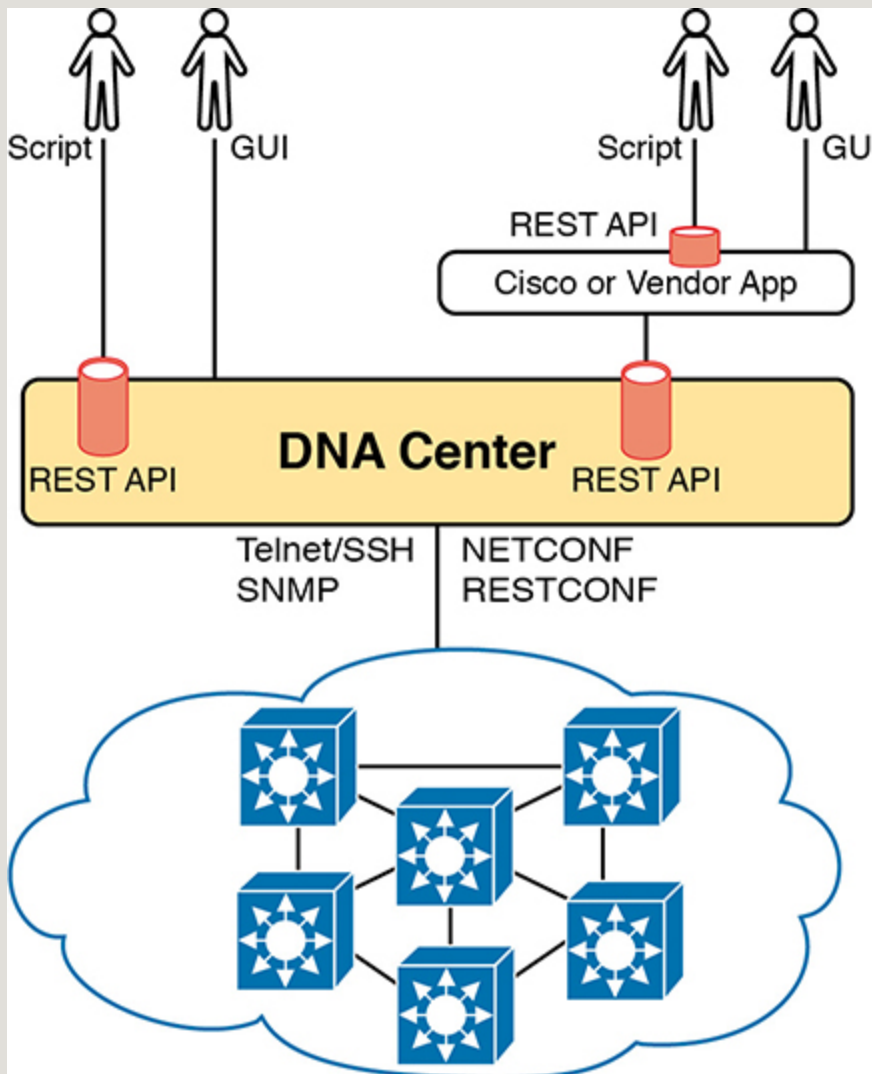 Script
GUI
Script
GU
REST API
Cisco or Vendor App
DNA Center
REST API
REST API
Telnet/SSH
NETCONF
SNMP
RESTCONF